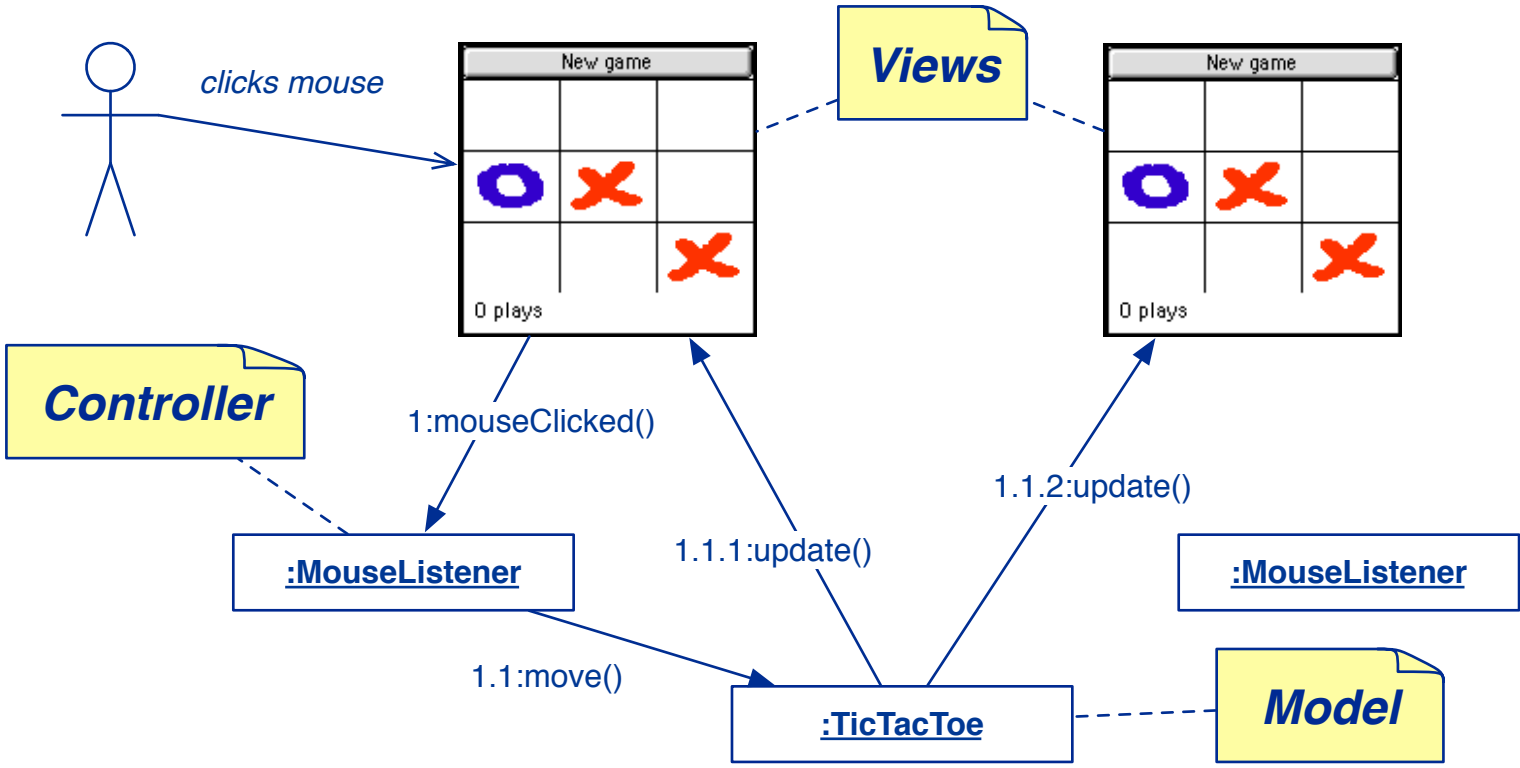 clicks mouse
New game
Views
New game
O X
X
0 plays
O X
X
0 plays
Controller
1:mouseClicked()
1.1.2:update()
1.1.1:update()
:MouseListener
:MouseListener
1.1:move()
:TicTacToe
Model